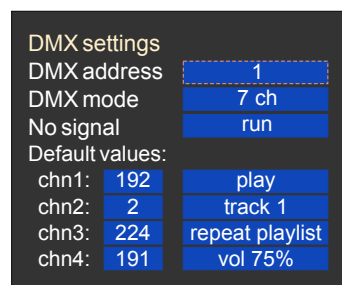 DMX settings
DMX address 1
DMX mode 7 ch
No signal run
Default values:
chn1: 192 play
chn2: 2 track 1
chn3: 224 repeat playlist
chn4: 191 vol 75%